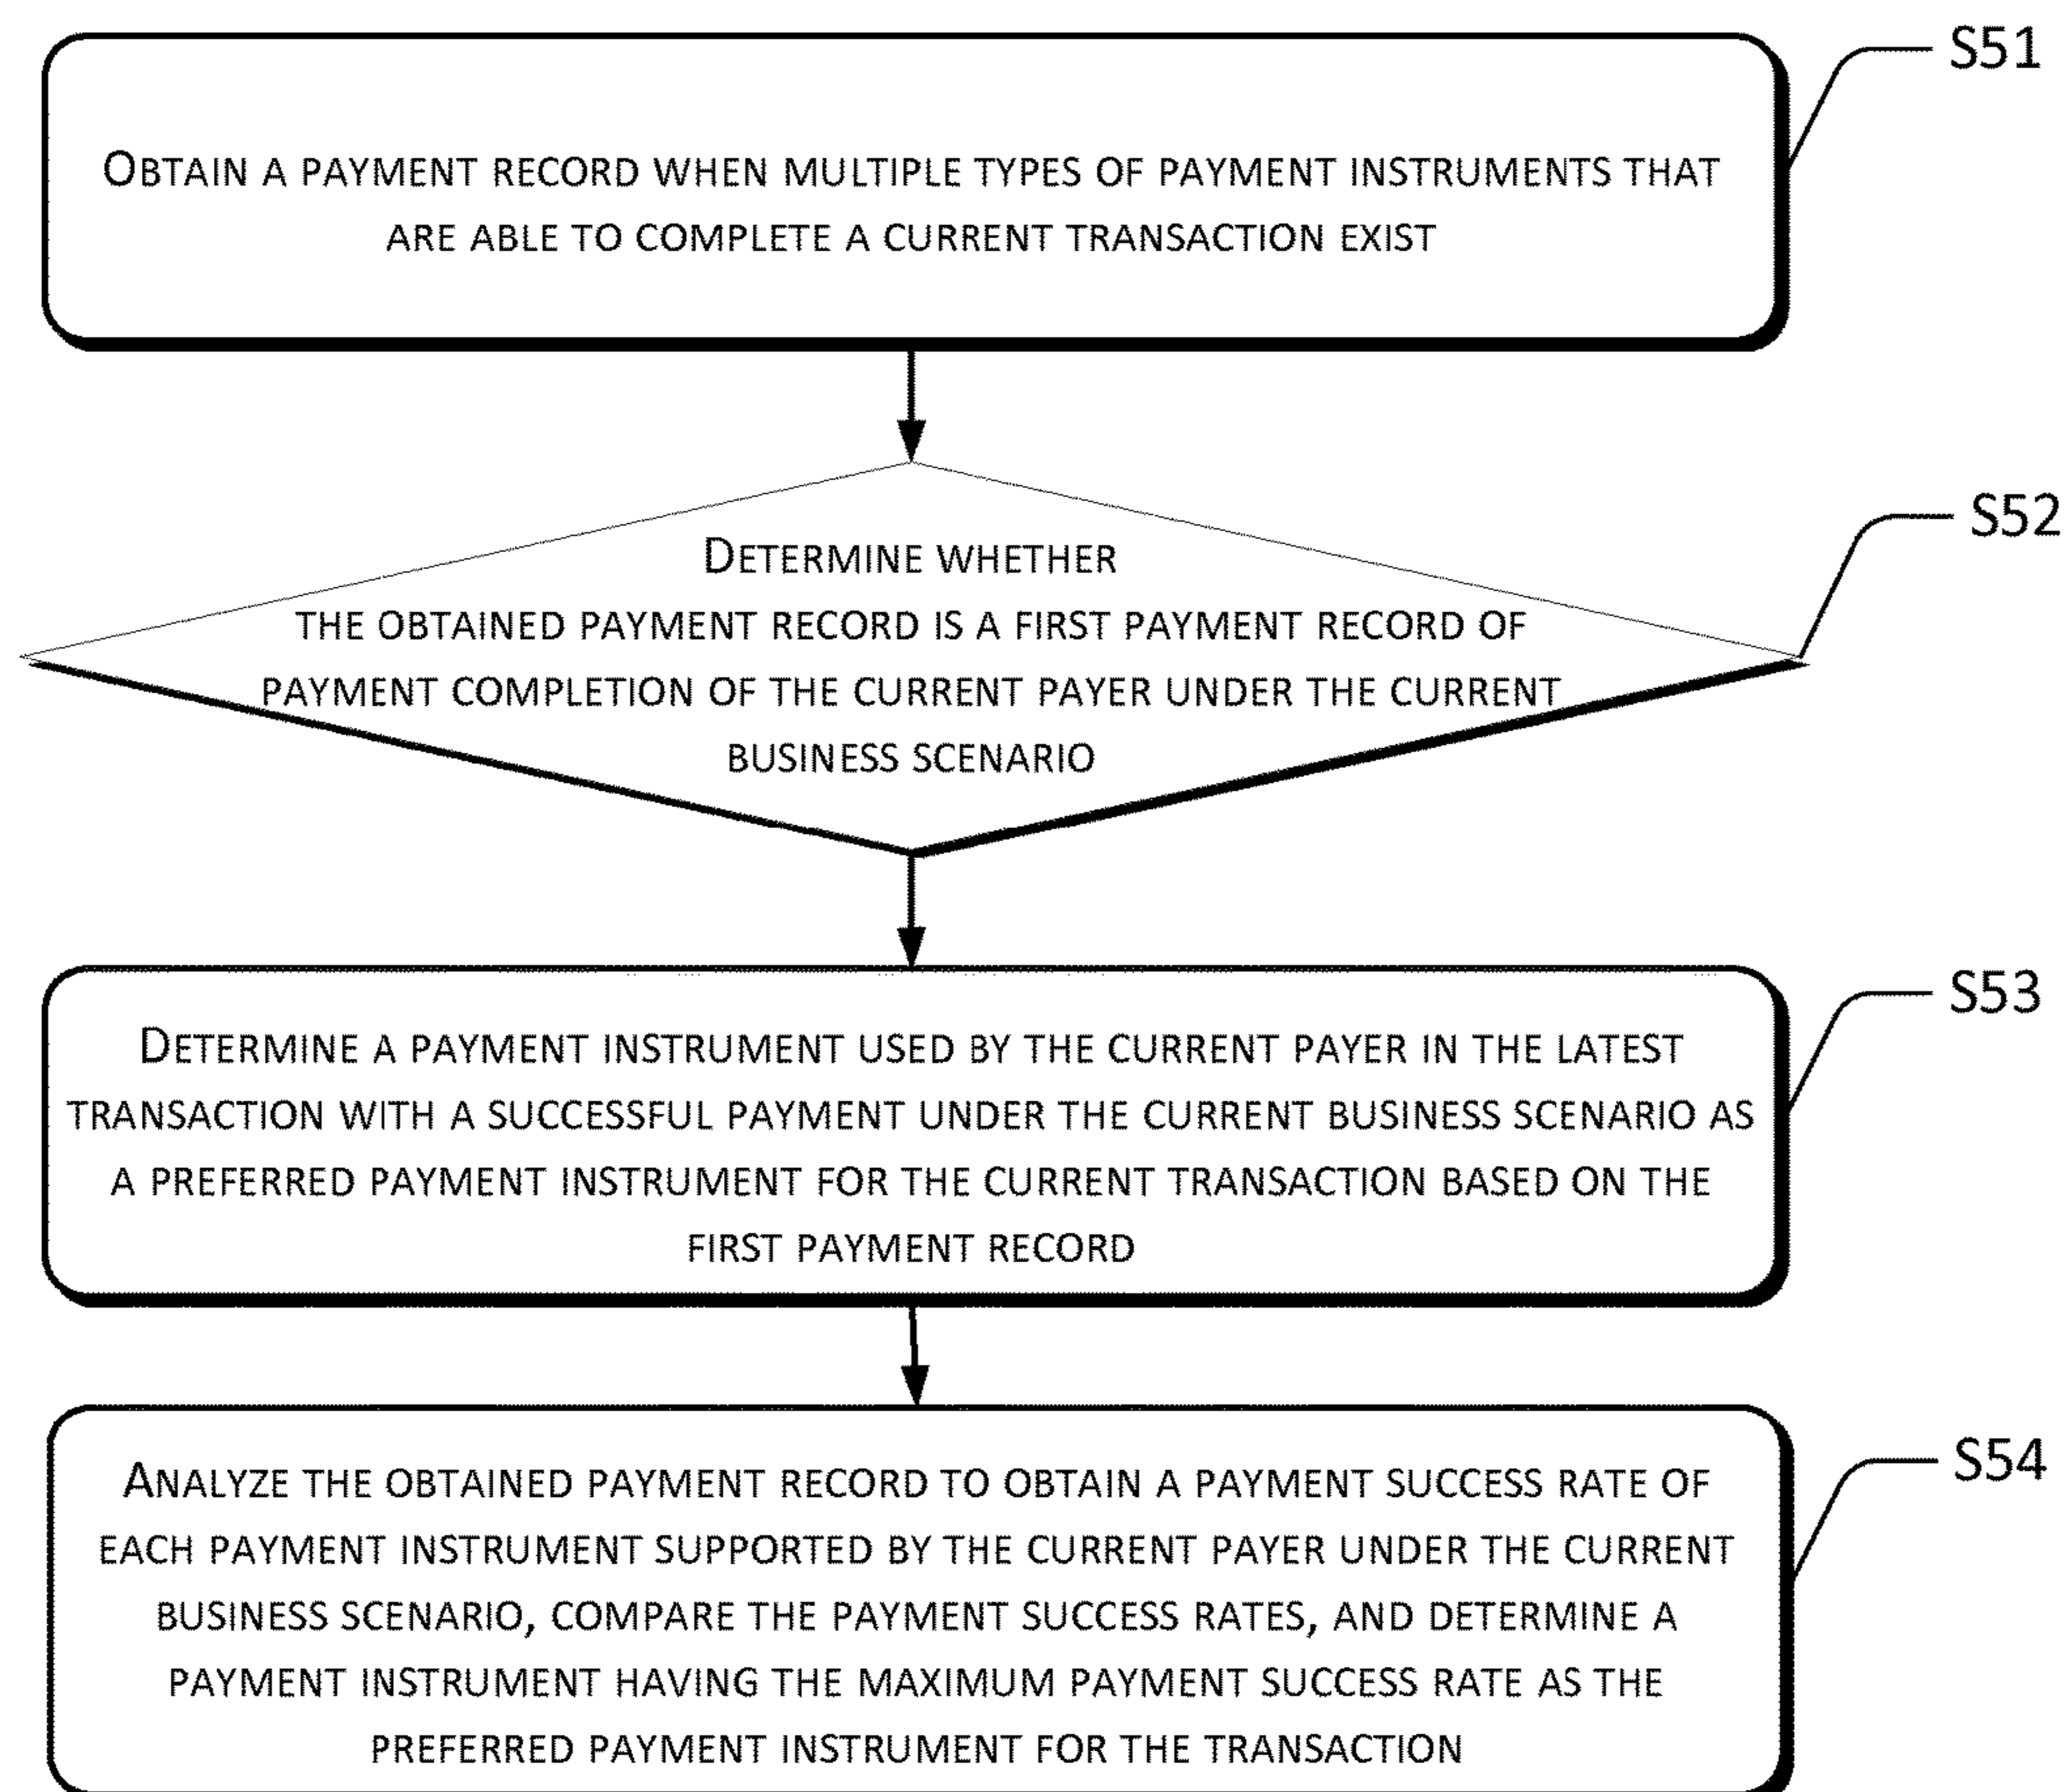 S51
OBTAIN A PAYMENT RECORD WHEN MULTIPLE TYPES OF PAYMENT INSTRUMENTS THAT
ARE ABLE TO COMPLETE A CURRENT TRANSACTION EXIST
S52
DETERMINE WHETHER
THE OBTAINED PAYMENT RECORD IS A FIRST PAYMENT RECORD OF
PAYMENT COMPLETION OF THE CURRENT PAYER UNDER THE CURRENT
BUSINESS SCENARIO
S53
DETERMINE A PAYMENT INSTRUMENT USED BY THE CURRENT PAYER IN THE LATEST
TRANSACTION WITH A SUCCESSFUL PAYMENT UNDER THE CURRENT BUSINESS SCENARIO AS
A PREFERRED PAYMENT INSTRUMENT FOR THE CURRENT TRANSACTION BASED ON THE
FIRST PAYMENT RECORD
S54
ANALYZE THE OBTAINED PAYMENT RECORD TO OBTAIN A PAYMENT SUCCESS RATE OF
EACH PAYMENT INSTRUMENT SUPPORTED BY THE CURRENT PAYER UNDER THE CURRENT
BUSINESS SCENARIO, COMPARE THE PAYMENT SUCCESS RATES, AND DETERMINE A
PAYMENT INSTRUMENT HAVING THE MAXIMUM PAYMENT SUCCESS RATE AS THE
PREFERRED PAYMENT INSTRUMENT FOR THE TRANSACTION